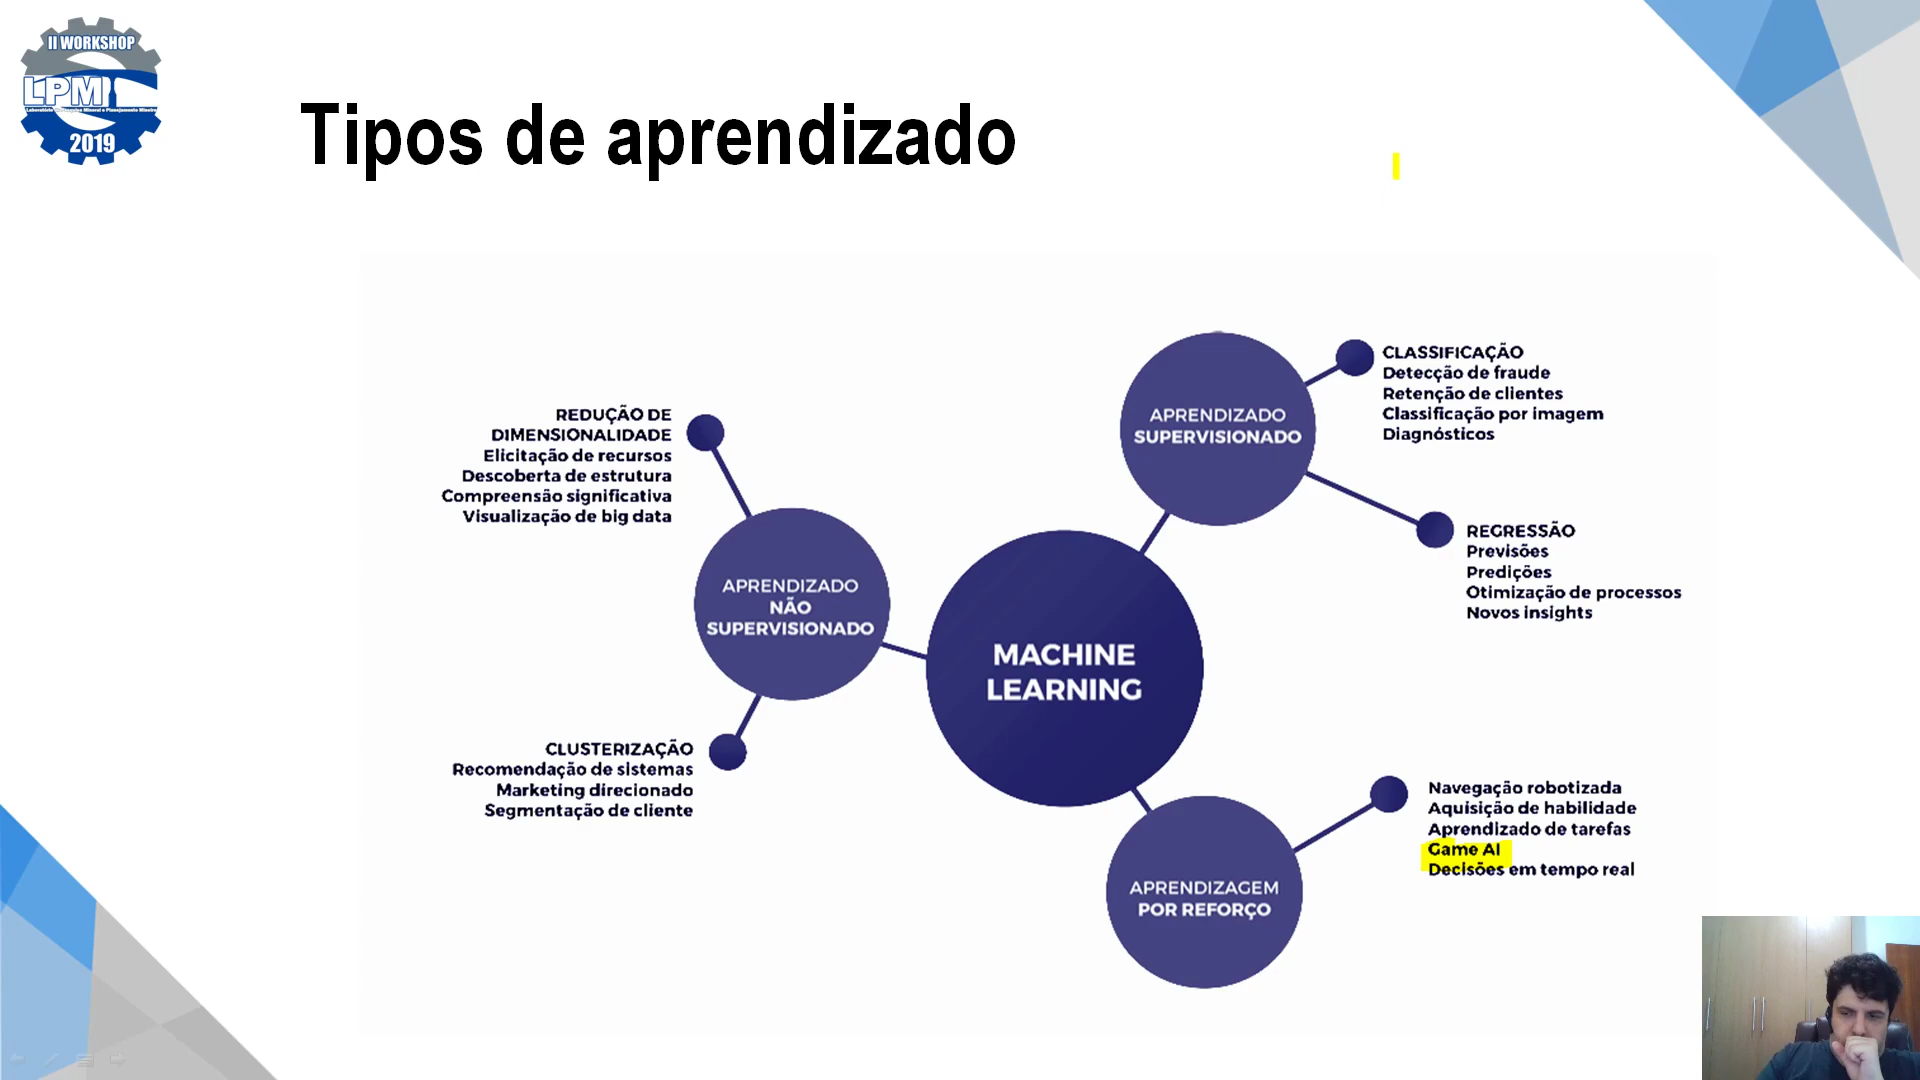 II WORKSHOP
LPM
2019
Tipos de aprendizado
REDUÇÃO DE
DIMENSIONALIDADE
Elicitação de recursos
Descoberta de estrutura
Compreensão significativa
Visualização de big data
APRENDIZADO
NÃO
SUPERVISIONADO
CLUSTERIZAÇÃO
Recomendação de sistemas
Marketing direcionado
Segmentação de cliente
MACHINE
LEARNING
APRENDIZADO
SUPERVISIONADO
CLASSIFICAÇÃO
Detecção de fraude
Retenção de clientes
Classificação por imagem
Diagnósticos
REGRESSÃO
Previsões
Predições
Otimização de processos
Novos insights
APRENDIZAGEM
POR REFORÇO
Navegação robotizada
Aquisição de habilidade
Aprendizado de tarefas
Game AI
Decisões em tempo real